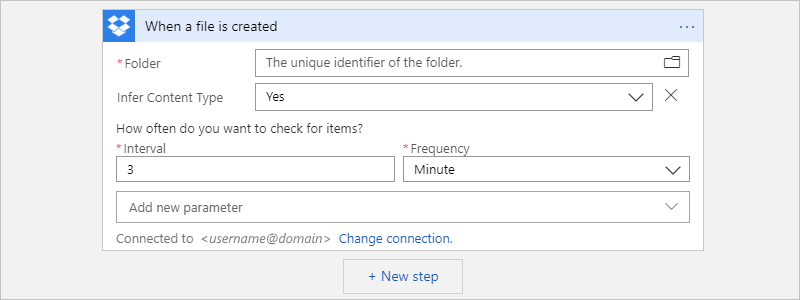 When a file is created
* Folder The unique identifier of the folder.
Infer Content Type Yes
How often do you want to check for items?
* Interval * Frequency
3 Minute
Add new parameter
Connected to <username@domain> Change connection.
+ New step